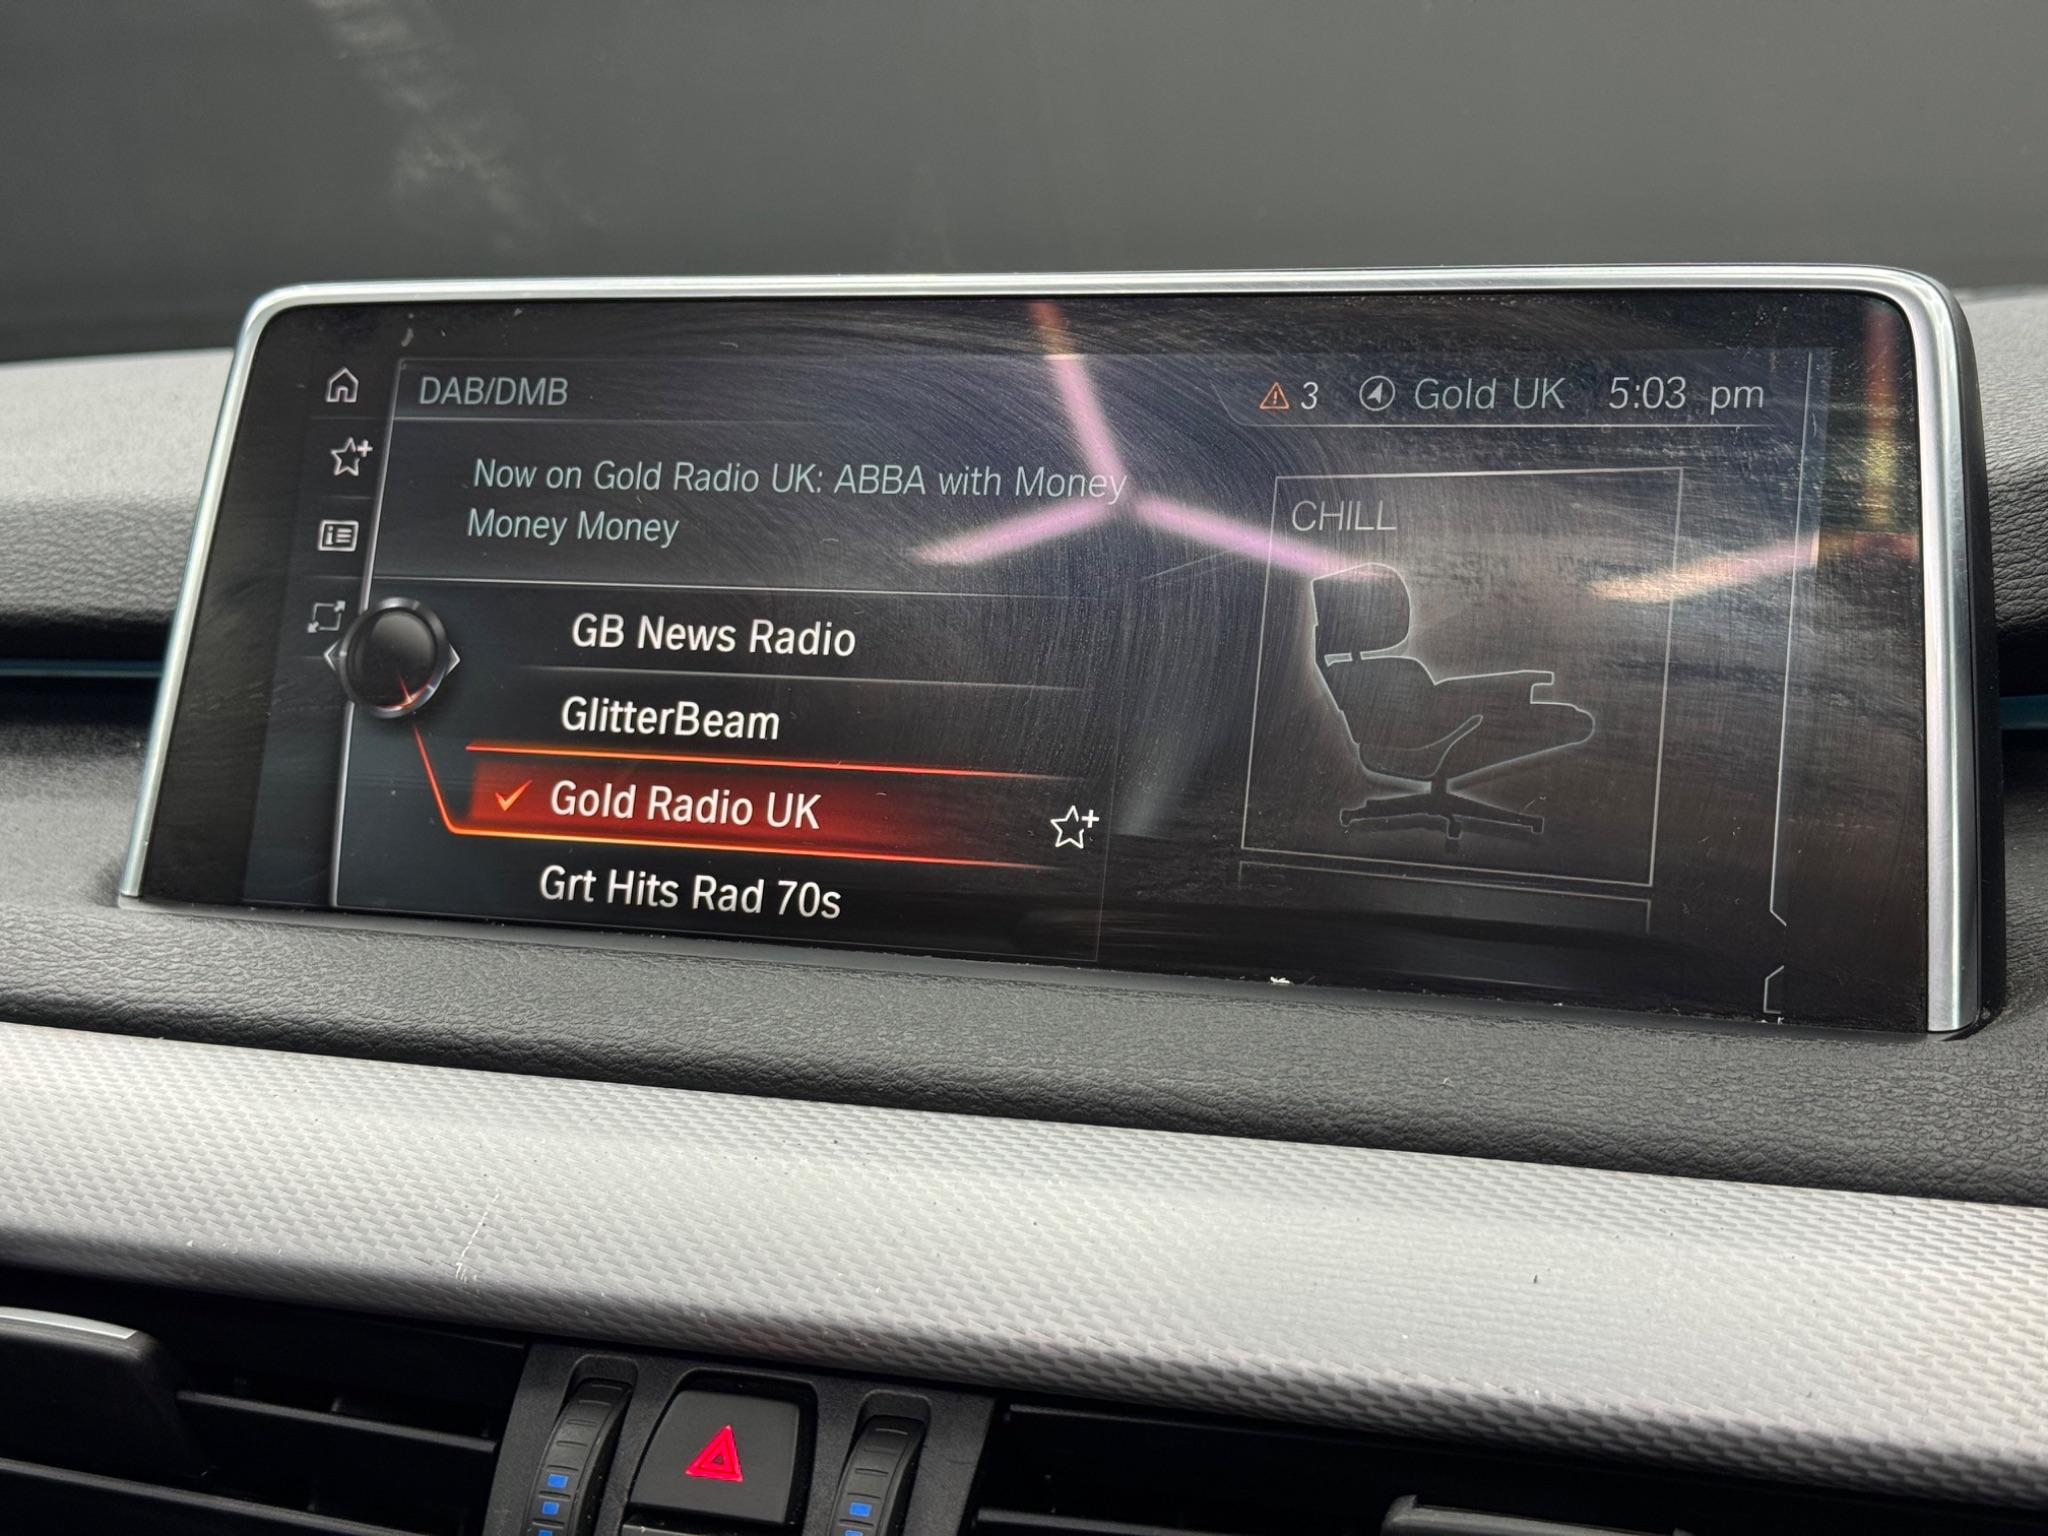 DAB/DMB
3 Gold UK 5:03 pm
Now on Gold Radio UK: ABBA with Money
Money Money
CHILL
GB News Radio
GlitterBeam
Gold Radio UK
Grt Hits Rad 70s